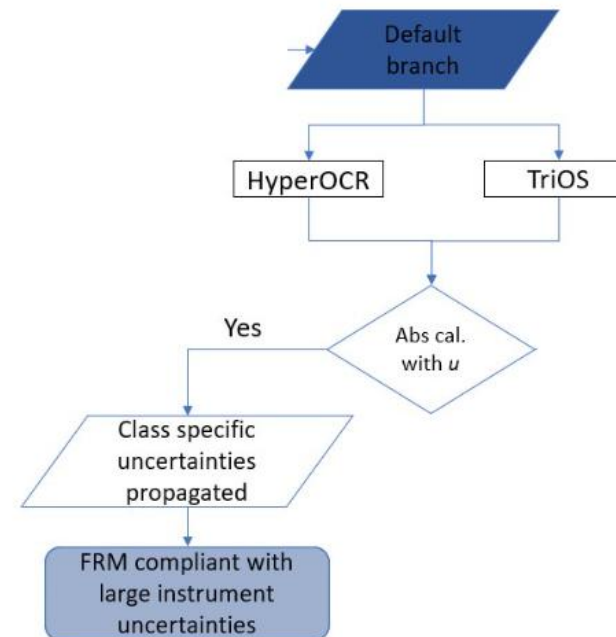 Default
branch
HyperOCR
TriOS
Abs cal.
with u
Yes
Class specific
uncertainties
propagated
FRM compliant with
large instrument
uncertainties